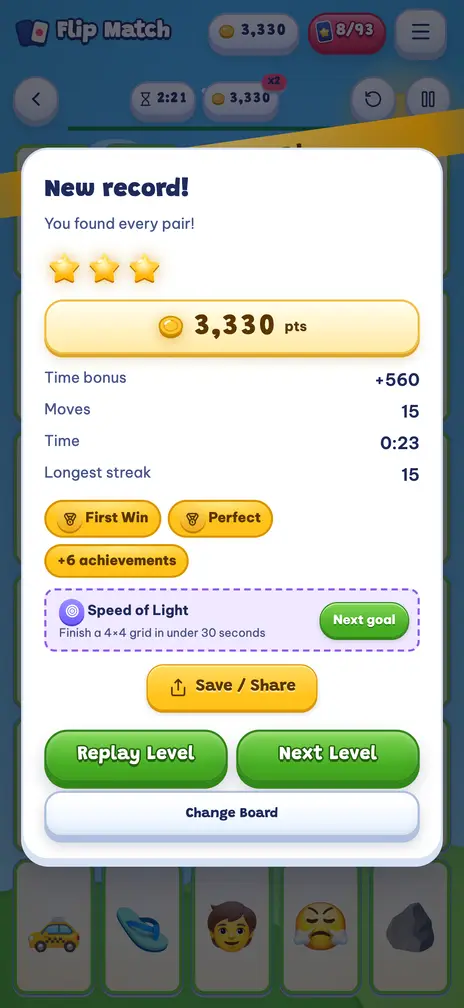 Flip Match
3,330
8/93
2:21
3,330
x2
New record!
You found every pair!
3,330 pts
Time bonus +560
Moves 15
Time 0:23
Longest streak 15
First Win
Perfect
+6 achievements
Speed of Light
Finish a 4×4 grid in under 30 seconds
Next goal
Save / Share
Replay Level
Next Level
Change Board